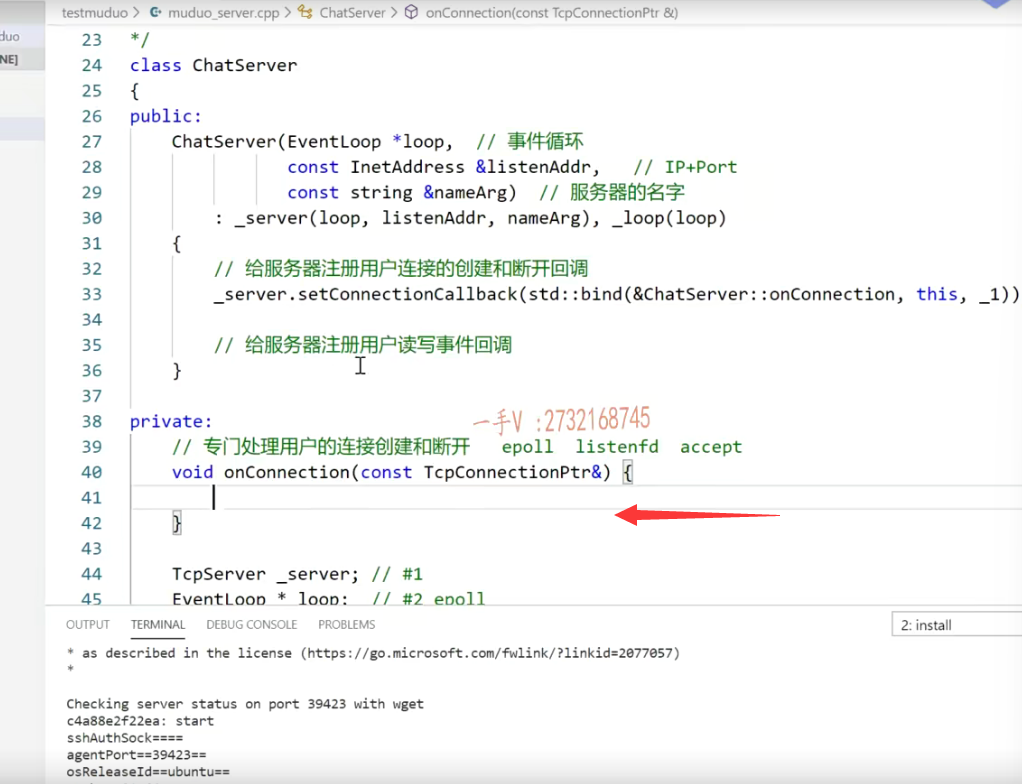 testmuduo > muduo_server.cpp > ChatServer > onConnection(const TcpConnectionPtr &)
duo
NE]
23 */
24 class ChatServer
25 {
26 public:
27 ChatServer(EventLoop *loop, // 事件循环
28 const InetAddress &listenAddr, // IP+Port
29 const string &nameArg) // 服务器的名字
30 : _server(loop, listenAddr, nameArg), _loop(loop)
31 {
32 // 给服务器注册用户连接的创建和断开回调
33 _server.setConnectionCallback(std::bind(&ChatServer::onConnection, this, _1))
34
35 // 给服务器注册用户读写事件回调
36 }
37
一手V :2732168745
38 private:
39 // 专门处理用户的连接创建和断开 epoll listenfd accept
40 void onConnection(const TcpConnectionPtr&) {
41
42 }
43
44 TcpServer _server; // #1
45 EventLoop * loop; // #2 epoll
OUTPUT TERMINAL DEBUG CONSOLE PROBLEMS 2: install
* as described in the license (https://go.microsoft.com/fwlink/?linkid=2077057)
*
Checking server status on port 39423 with wget
c4a88e2f22ea: start
sshAuthSock====
agentPort==39423==
osReleaseId==ubuntu==